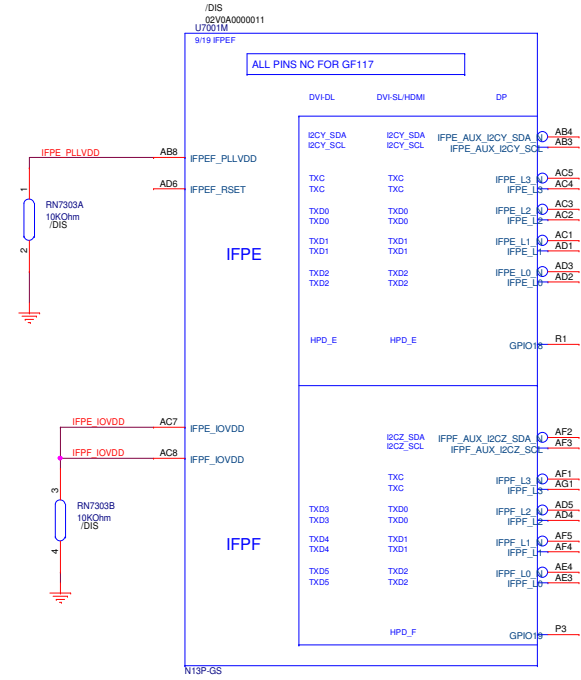 /DIS
02V0A0000011
U7001M
9/19 IFPEF
ALL PINS NC FOR GF117
DVI-DL DVI-SL/HDMI DP
I2CY_SDA I2CY_SDA IFPE_AUX_I2CY_SDA_N AB4
I2CY_SCL I2CY_SCL IFPE_AUX_I2CY_SCL AB3
IFPE_PLLVDD AB8 IFPEF_PLLVDD
TXC TXC IFPE_L3_N AC5
TXC TXC IFPE_L3 AC4
AD6 IFPEF_RSET
1
RN7303A
10KOhm
/DIS
2
TXD0 TXD0 IFPE_L2_N AC3
TXD0 TXD0 IFPE_L2 AC2
TXD1 TXD1 IFPE_L1_N AC1
TXD1 TXD1 IFPE_L1 AD1
IFPE
TXD2 TXD2 IFPE_L0_N AD3
TXD2 TXD2 IFPE_L0 AD2
HPD_E HPD_E GPIO18 R1
IFPE_IOVDD AC7 IFPE_IOVDD
IFPF_IOVDD AC8 IFPF_IOVDD
I2CZ_SDA IFPF_AUX_I2CZ_SDA_N AF2
I2CZ_SCL IFPF_AUX_I2CZ_SCL AF3
TXC IFPF_L3_N AF1
TXC IFPF_L3 AG1
3
RN7303B
10KOhm
/DIS
4
TXD3 TXD0 IFPF_L2_N AD5
TXD3 TXD0 IFPF_L2 AD4
IFPF
TXD4 TXD1 IFPF_L1_N AF5
TXD4 TXD1 IFPF_L1 AF4
TXD5 TXD2 IFPF_L0_N AE4
TXD5 TXD2 IFPF_L0 AE3
HPD_F GPIO19 P3
N13P-GS